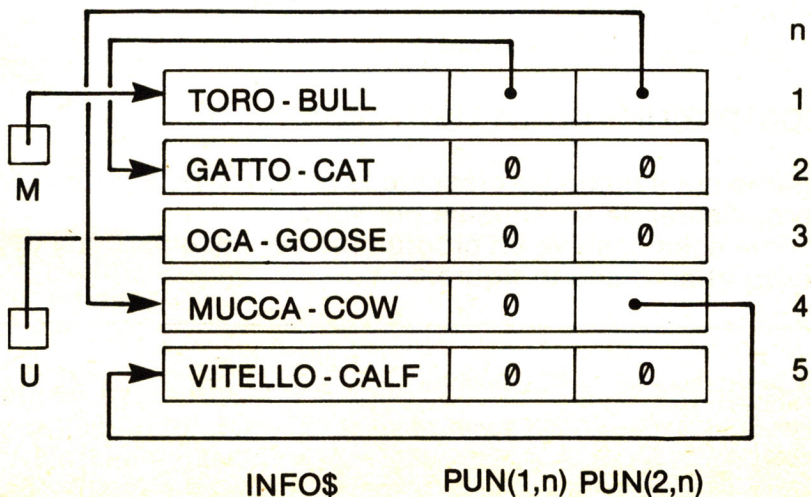 n
TORO - BULL 1
M GATTO - CAT 0 0 2
OCA - GOOSE 0 0 3
MUCCA - COW 0 4
U VITELLO - CALF 0 0 5
INFO$ PUN(1,n) PUN(2,n)